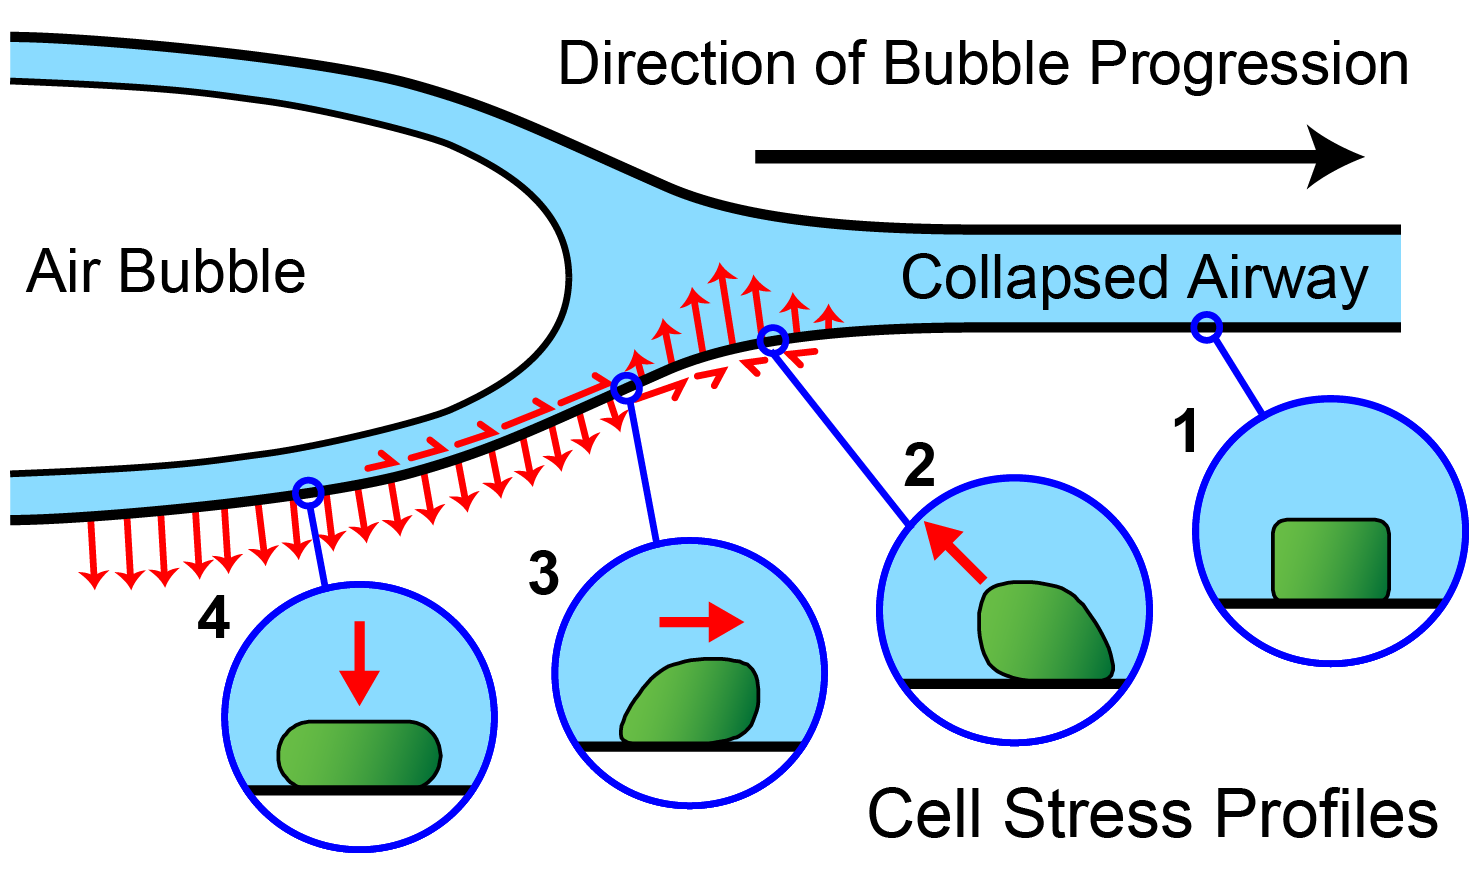 Direction of Bubble Progression
Air Bubble
Collapsed Airway
1
2
3
4
Cell Stress Profiles